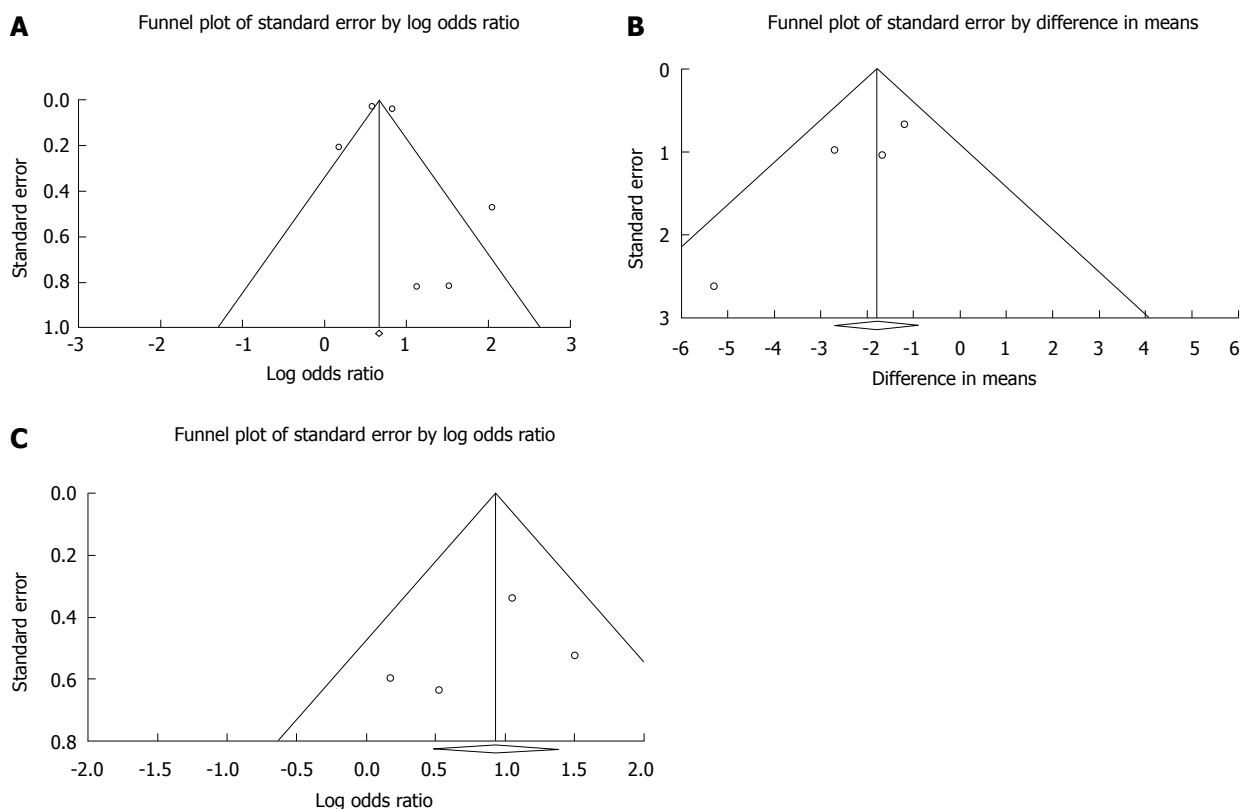 A
Funnel plot of standard error by log odds ratio
0.0
0.2
0.4
0.6
0.8
1.0
Standard error
-3 -2 -1 0 1 2 3
Log odds ratio
B
Funnel plot of standard error by difference in means
0
1
2
3
Standard error
-6 -5 -4 -3 -2 -1 0 1 2 3 4 5 6
Difference in means
C
Funnel plot of standard error by log odds ratio
0.0
0.2
0.4
0.6
0.8
Standard error
-2.0 -1.5 -1.0 -0.5 0.0 0.5 1.0 1.5 2.0
Log odds ratio